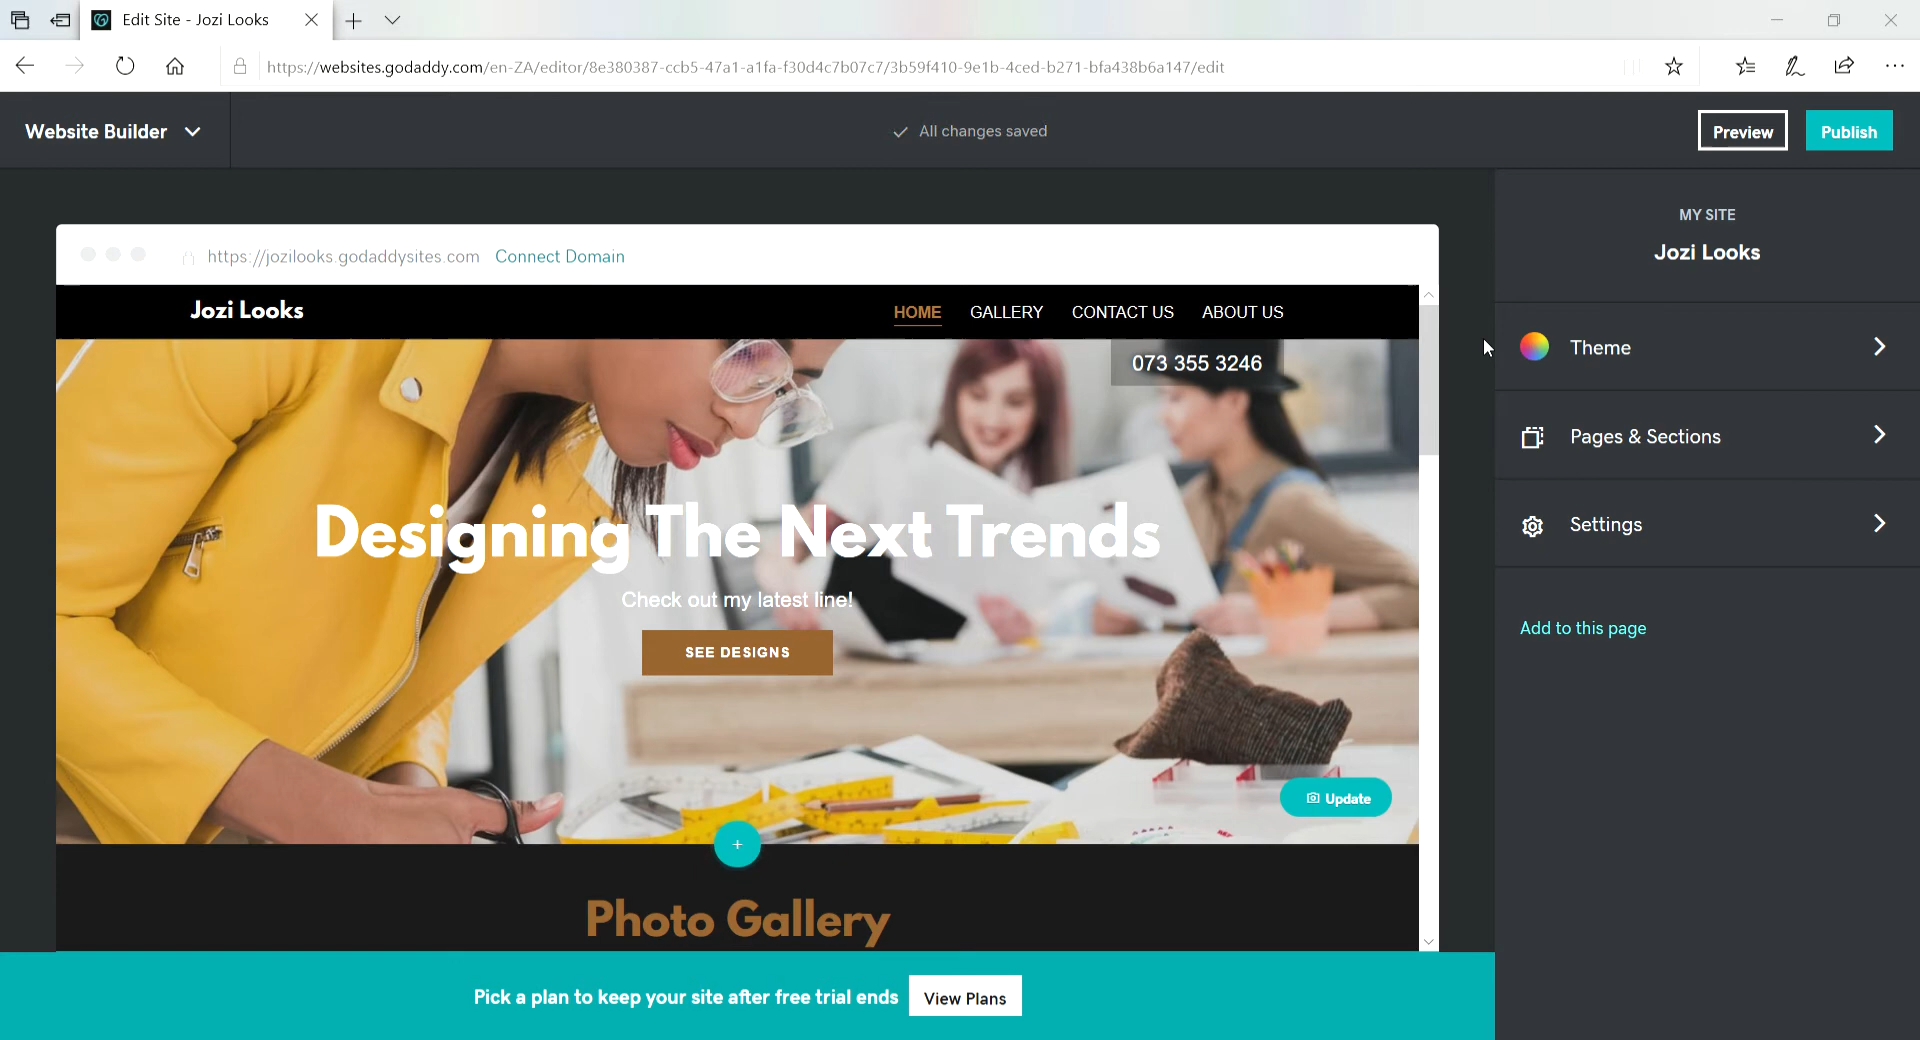 Edit Site - Jozi Looks
https://websites.godaddy.com/en-ZA/editor/8e380387-ccb5-47a1-a1fa-f30d4c7b07c7/3b59f410-9e1b-4ced-b271-bfa438b6a147/edit
Website Builder
All changes saved
Preview
Publish
https://jozilooks.godaddysites.com Connect Domain
Jozi Looks
HOME GALLERY CONTACT US ABOUT US
073 355 3246
Designing The Next Trends
Check out my latest line!
SEE DESIGNS
Update
+
Photo Gallery
Pick a plan to keep your site after free trial ends
View Plans
MY SITE
Jozi Looks
Theme
Pages & Sections
Settings
Add to this page